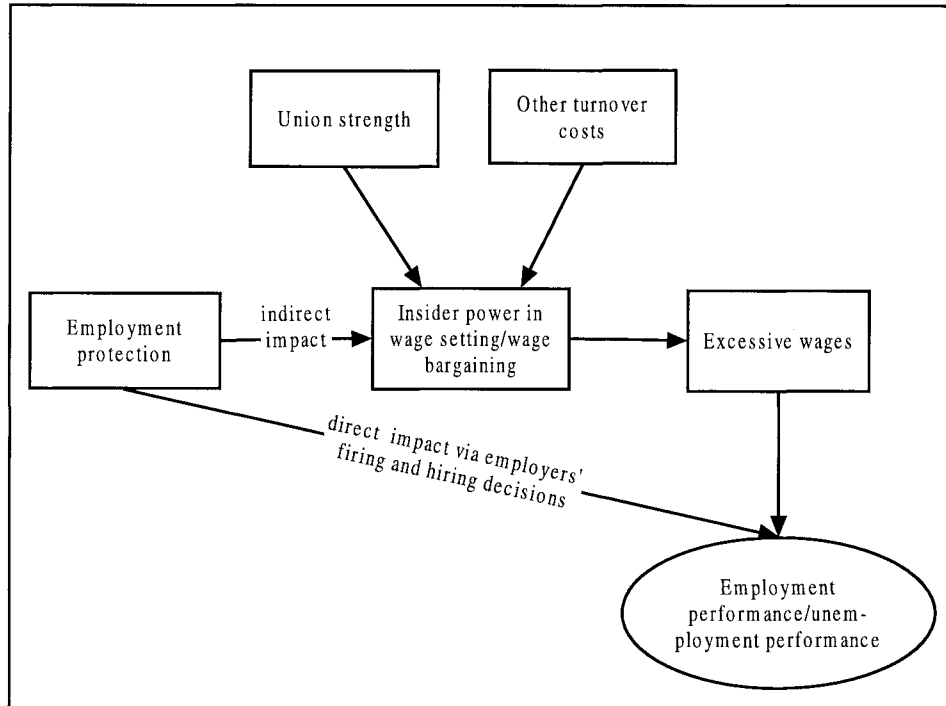 Union strength
Other turnover
costs
Employment
protection
indirect
impact
Insider power in
wage setting/wage
bargaining
Excessive wages
direct impact via employers'
firing and hiring decisions
Employment
performance/unem-
ployment performance